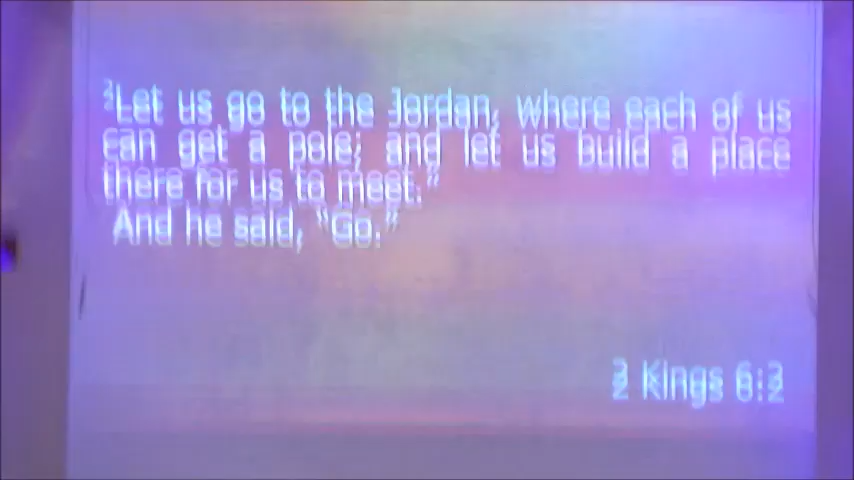 ²Let us go to the Jordan, where each of us
can get a pole; and let us build a place
there for us to meet.”
And he said, “Go.”
2 Kings 6:2